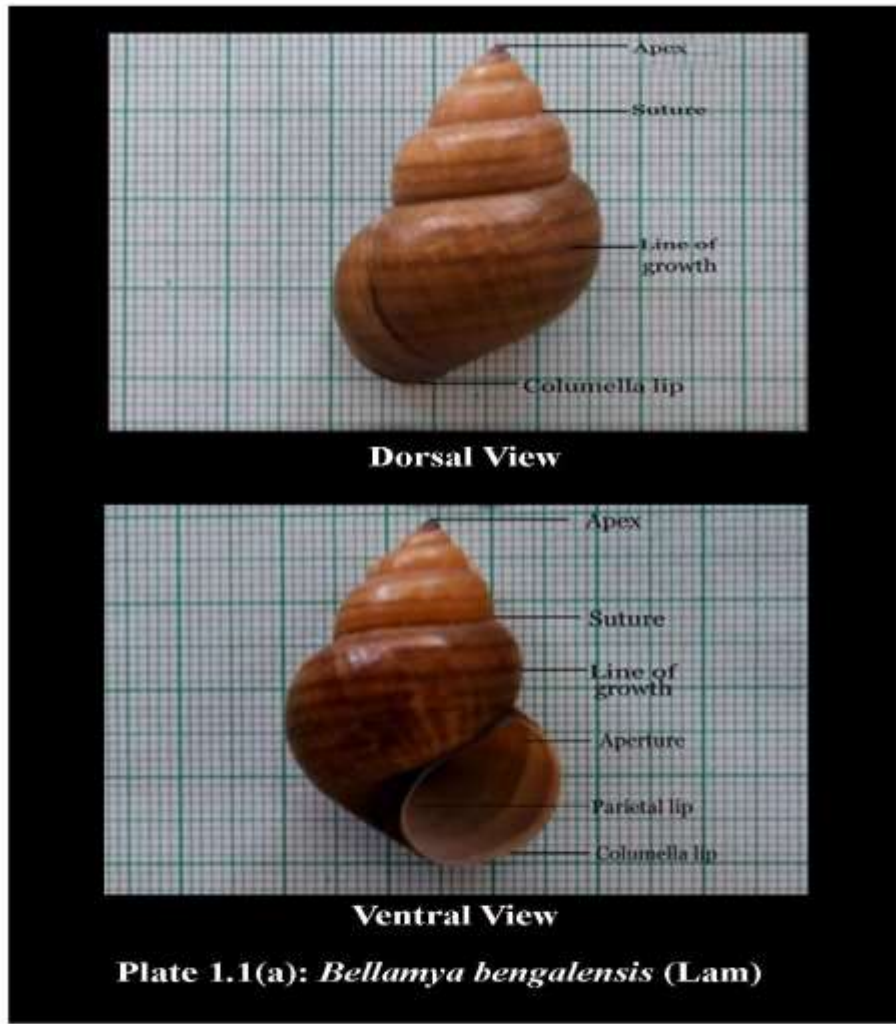 Apex
Suture
Line of
growth
Columella lip
Dorsal View
Apex
Suture
Line of
growth
Aperture
Parietal lip
Columella lip
Ventral View
Plate 1.1(a): Bellamya bengalensis (Lam)